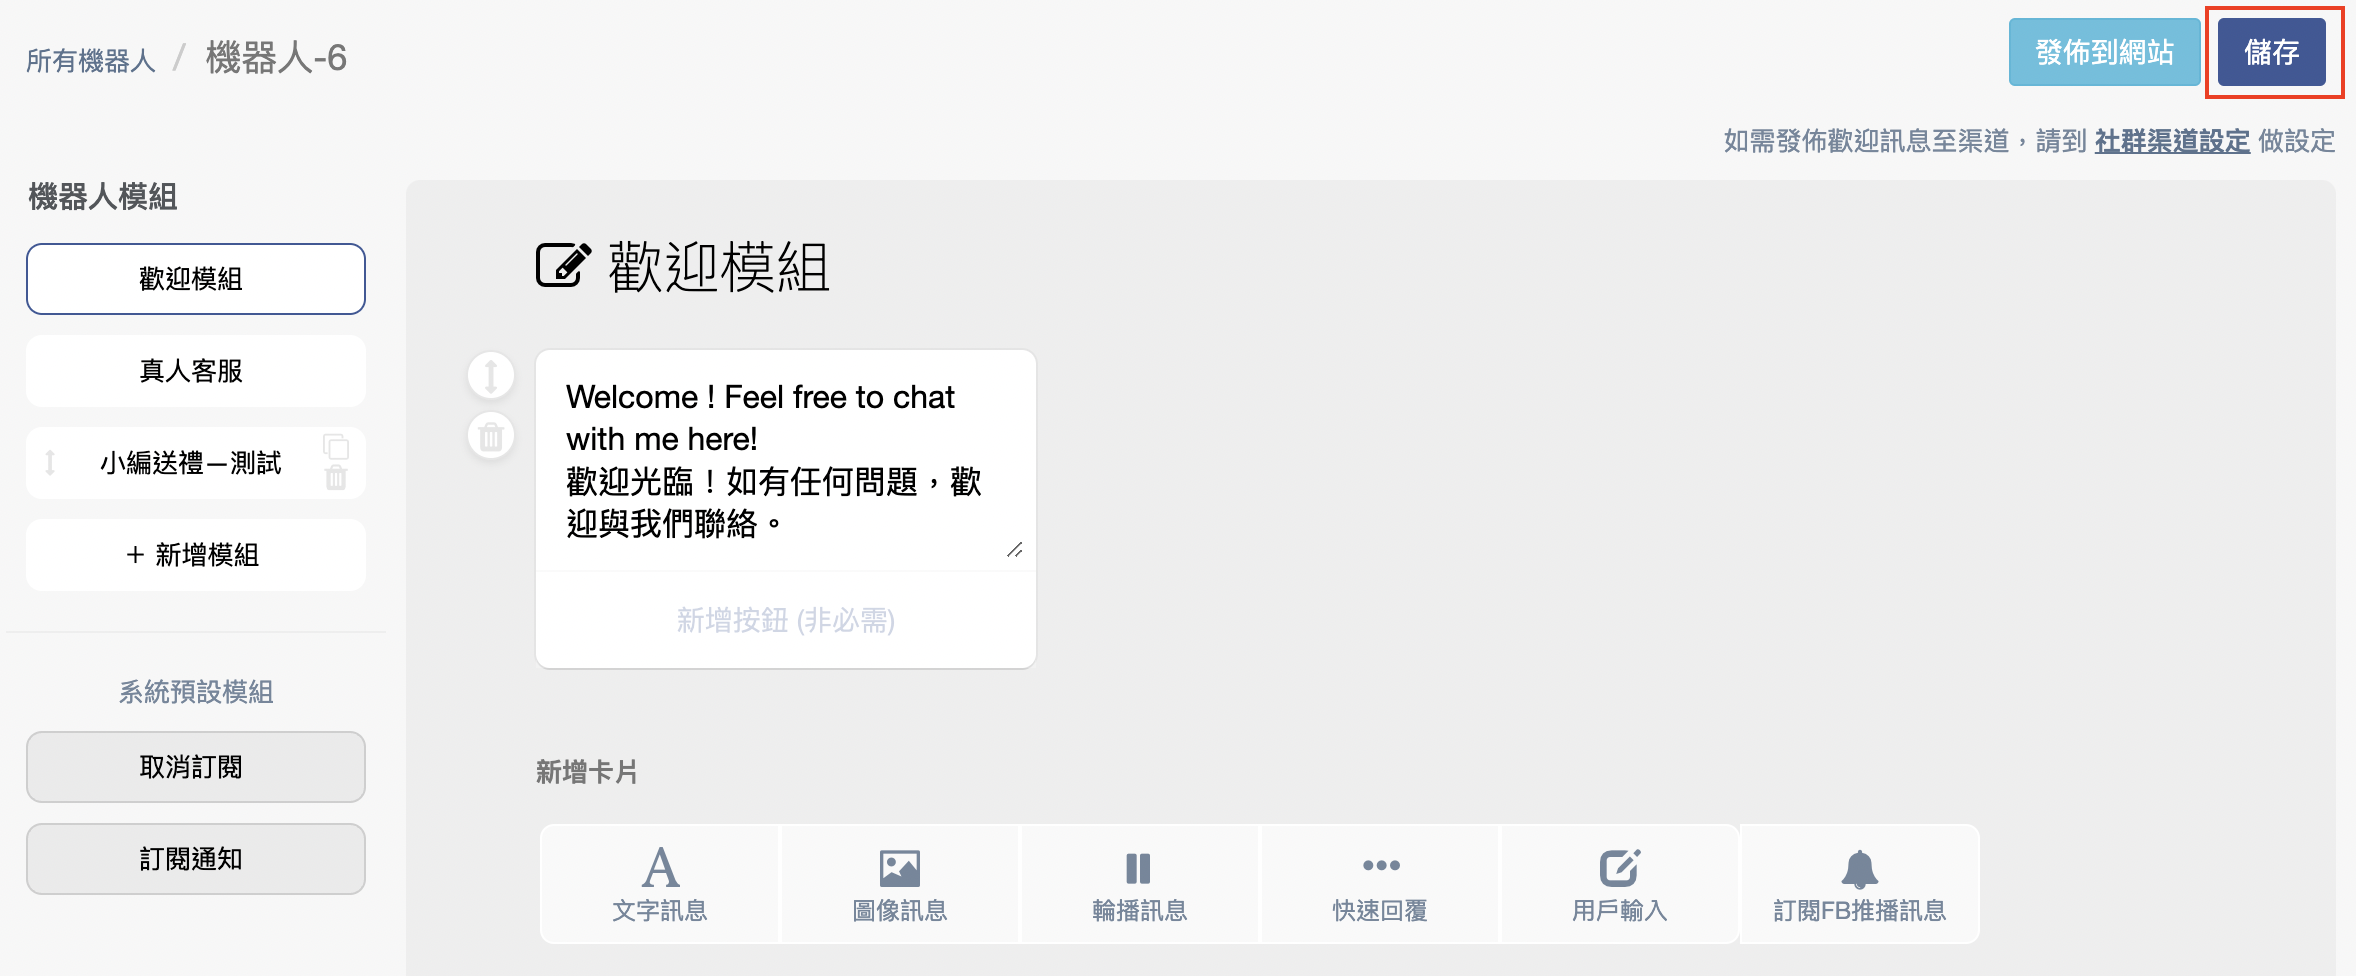 所有機器人 / 機器人-6
發佈到網站
儲存
如需發佈歡迎訊息至渠道，請到 社群渠道設定 做設定
機器人模組
歡迎模組
真人客服
小編送禮－測試
+ 新增模組
系統預設模組
取消訂閱
訂閱通知
歡迎模組
Welcome ! Feel free to chat
with me here!
歡迎光臨！如有任何問題，歡
迎與我們聯絡。
新增按鈕 (非必需)
新增卡片
文字訊息
圖像訊息
輪播訊息
快速回覆
用戶輸入
訂閱FB推播訊息